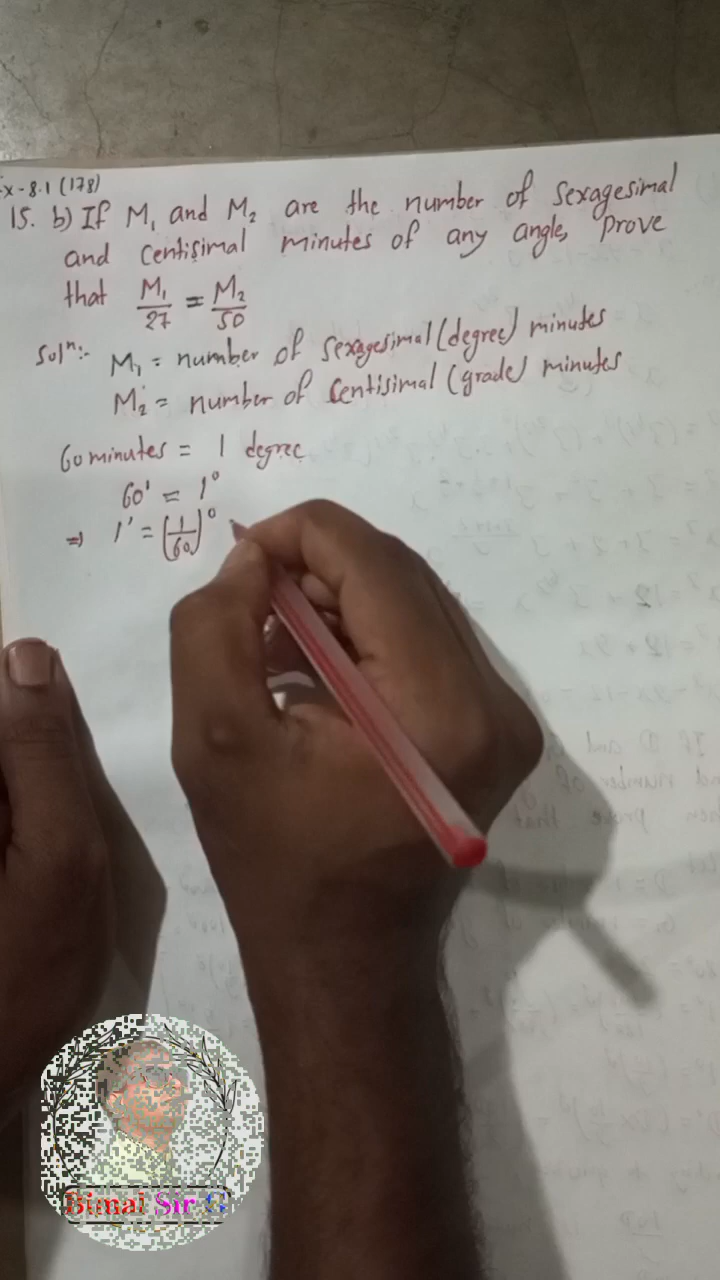 Ex-8.1 (178)
15. b) If M₁ and M₂ are the number of Sexagesimal
and Centisimal minutes of any angle, Prove
that M₁/27 = M₂/50
Solⁿ:- M₁ = number of Sexagesimal (degree) minutes
M₂ = number of Centisimal (grade) minutes
60 minutes = 1 degree
60' = 1°
⇒ 1' = (1/60)°
Bimal Sir G